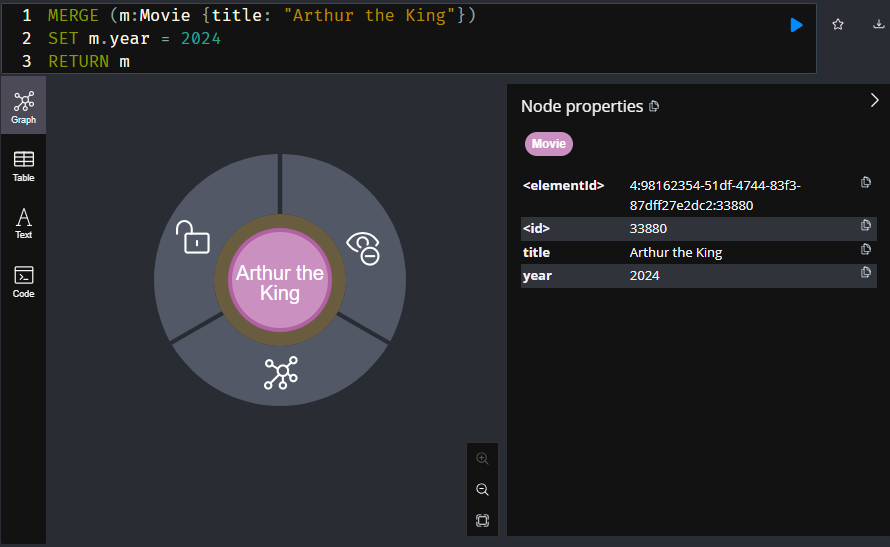 1 MERGE (m:Movie {title: "Arthur the King"})
2 SET m.year = 2024
3 RETURN m
Graph
Table
Text
Code
Arthur the
King
Node properties
Movie
<elementId> 4:98162354-51df-4744-83f3-
87dff27e2dc2:33880
<id> 33880
title Arthur the King
year 2024